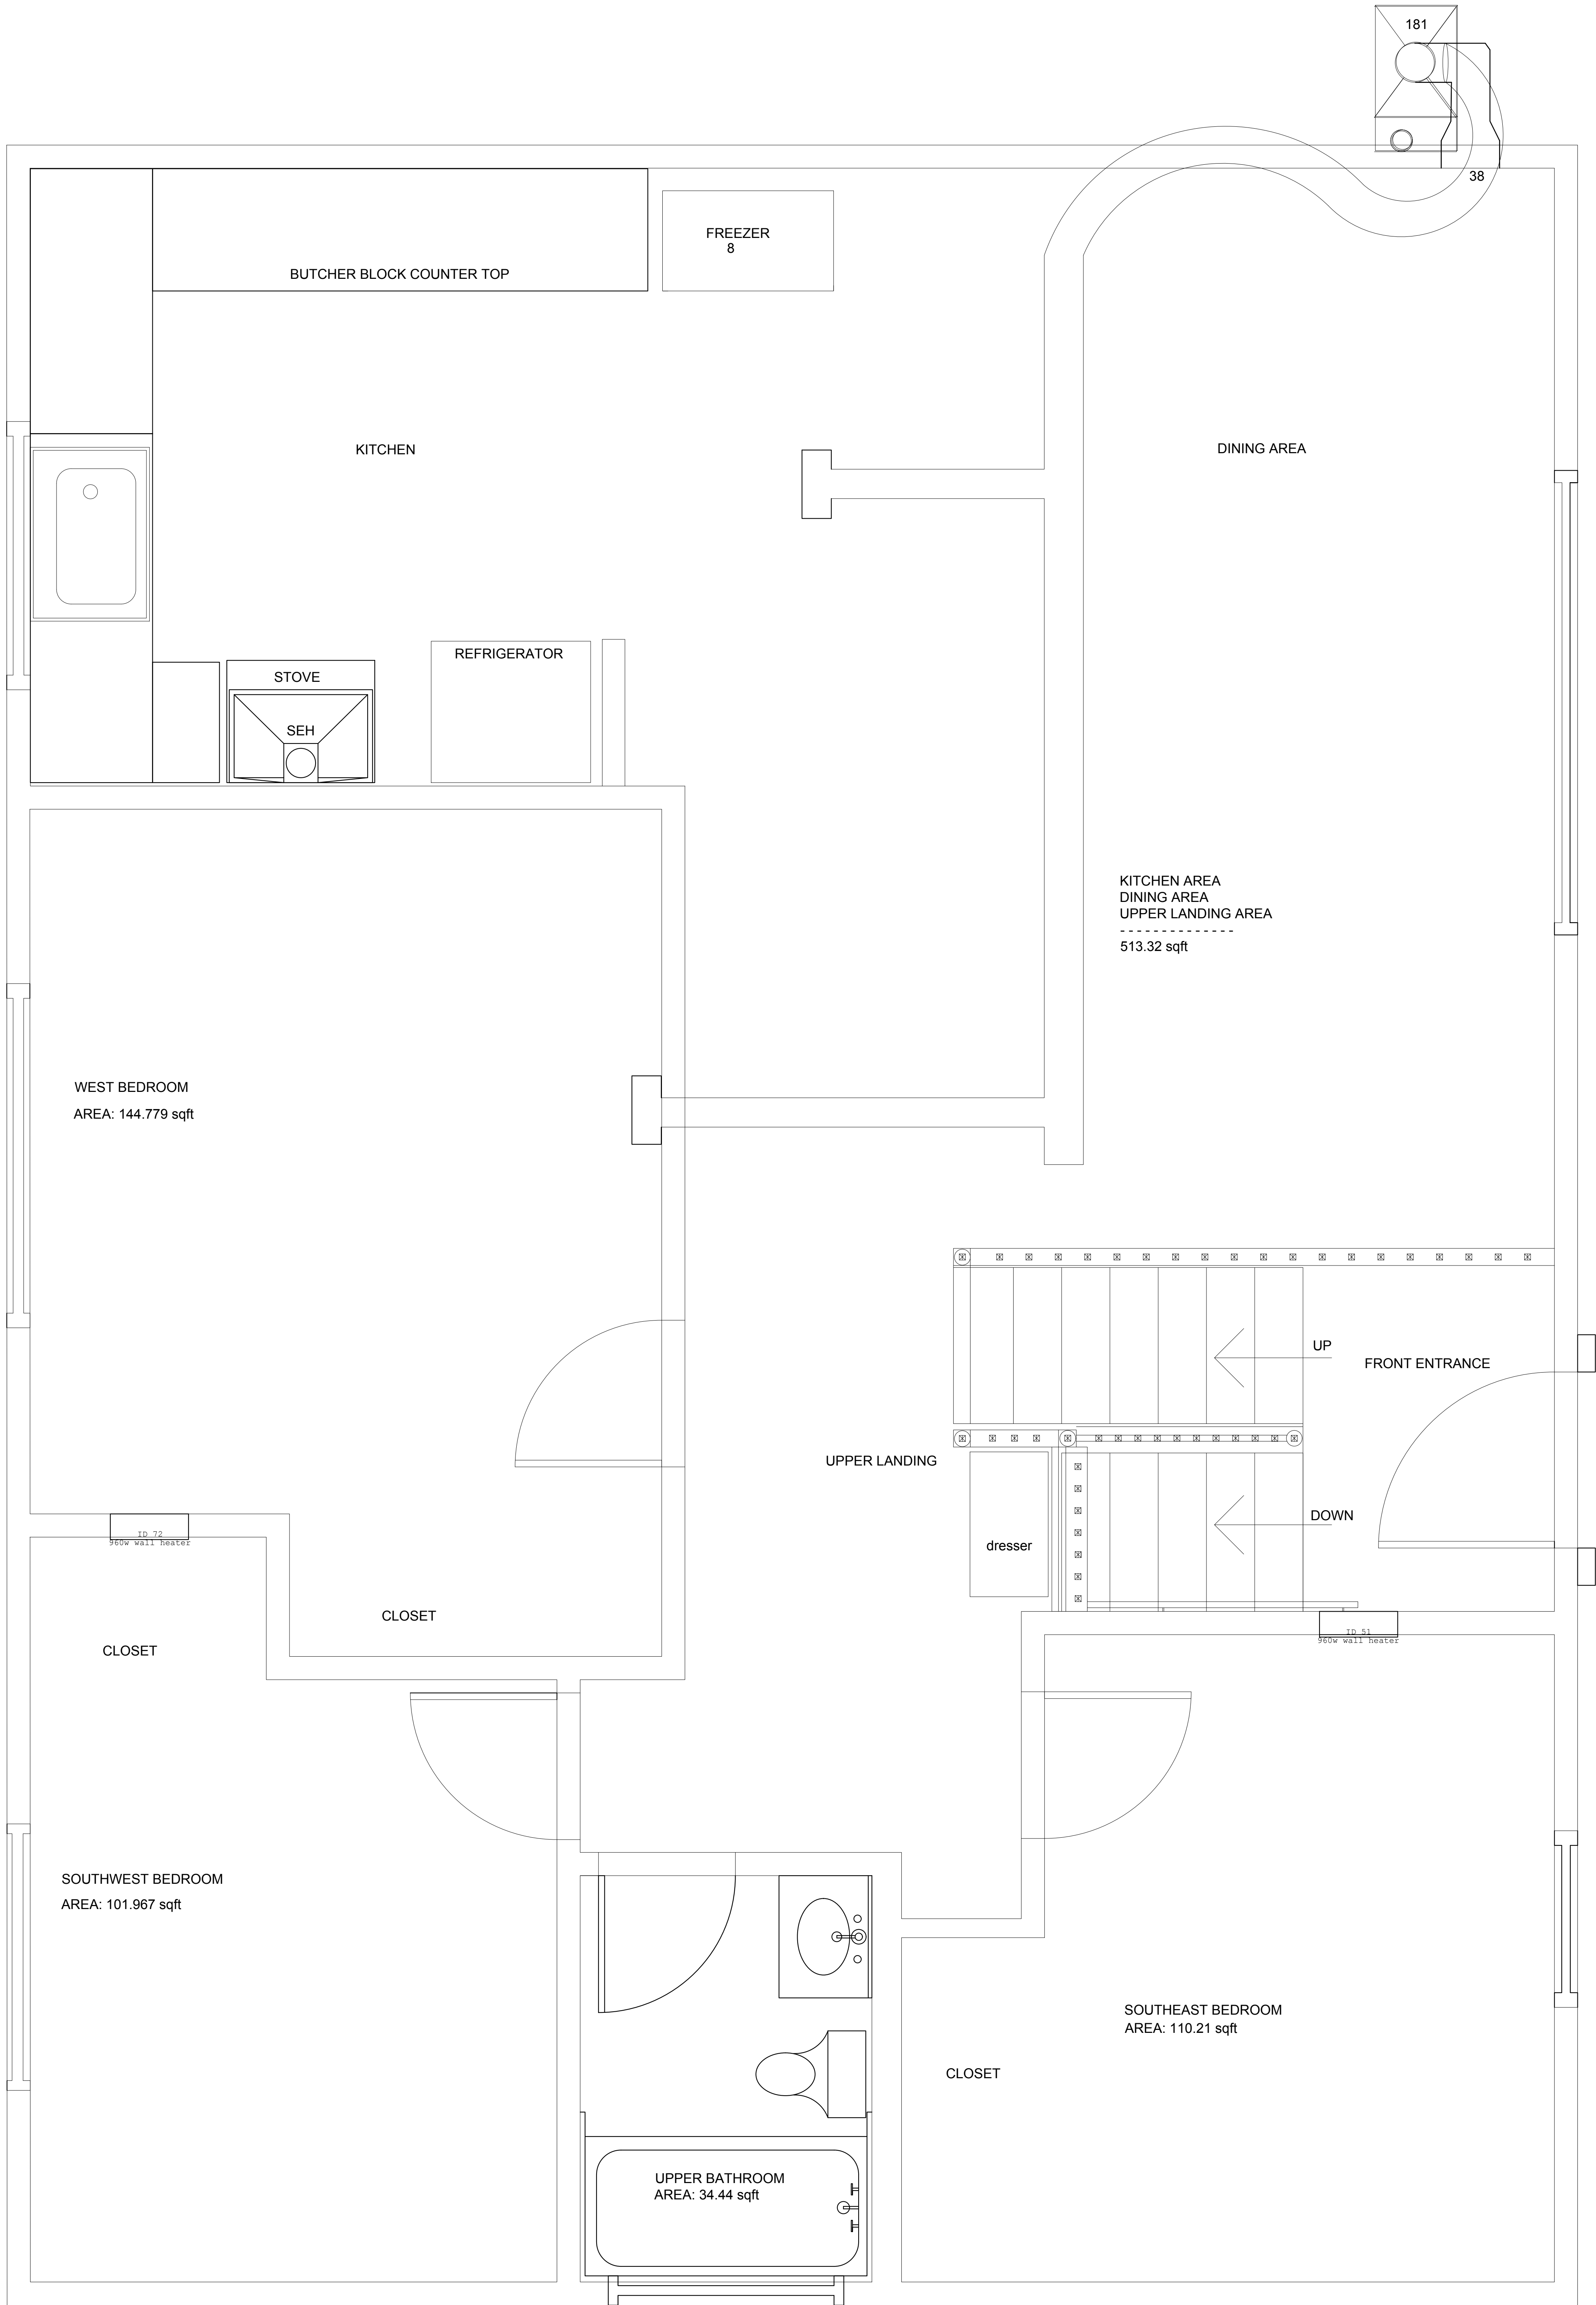 181
38
FREEZER
8
BUTCHER BLOCK COUNTER TOP
KITCHEN
DINING AREA
REFRIGERATOR
STOVE
SEH
KITCHEN AREA
DINING AREA
UPPER LANDING AREA
- - - - - - - - - - - - - -
513.32 sqft
WEST BEDROOM
AREA: 144.779 sqft
UP
FRONT ENTRANCE
UPPER LANDING
DOWN
dresser
ID 72
960w wall heater
CLOSET
CLOSET
ID 51
960w wall heater
SOUTHWEST BEDROOM
AREA: 101.967 sqft
SOUTHEAST BEDROOM
AREA: 110.21 sqft
CLOSET
UPPER BATHROOM
AREA: 34.44 sqft